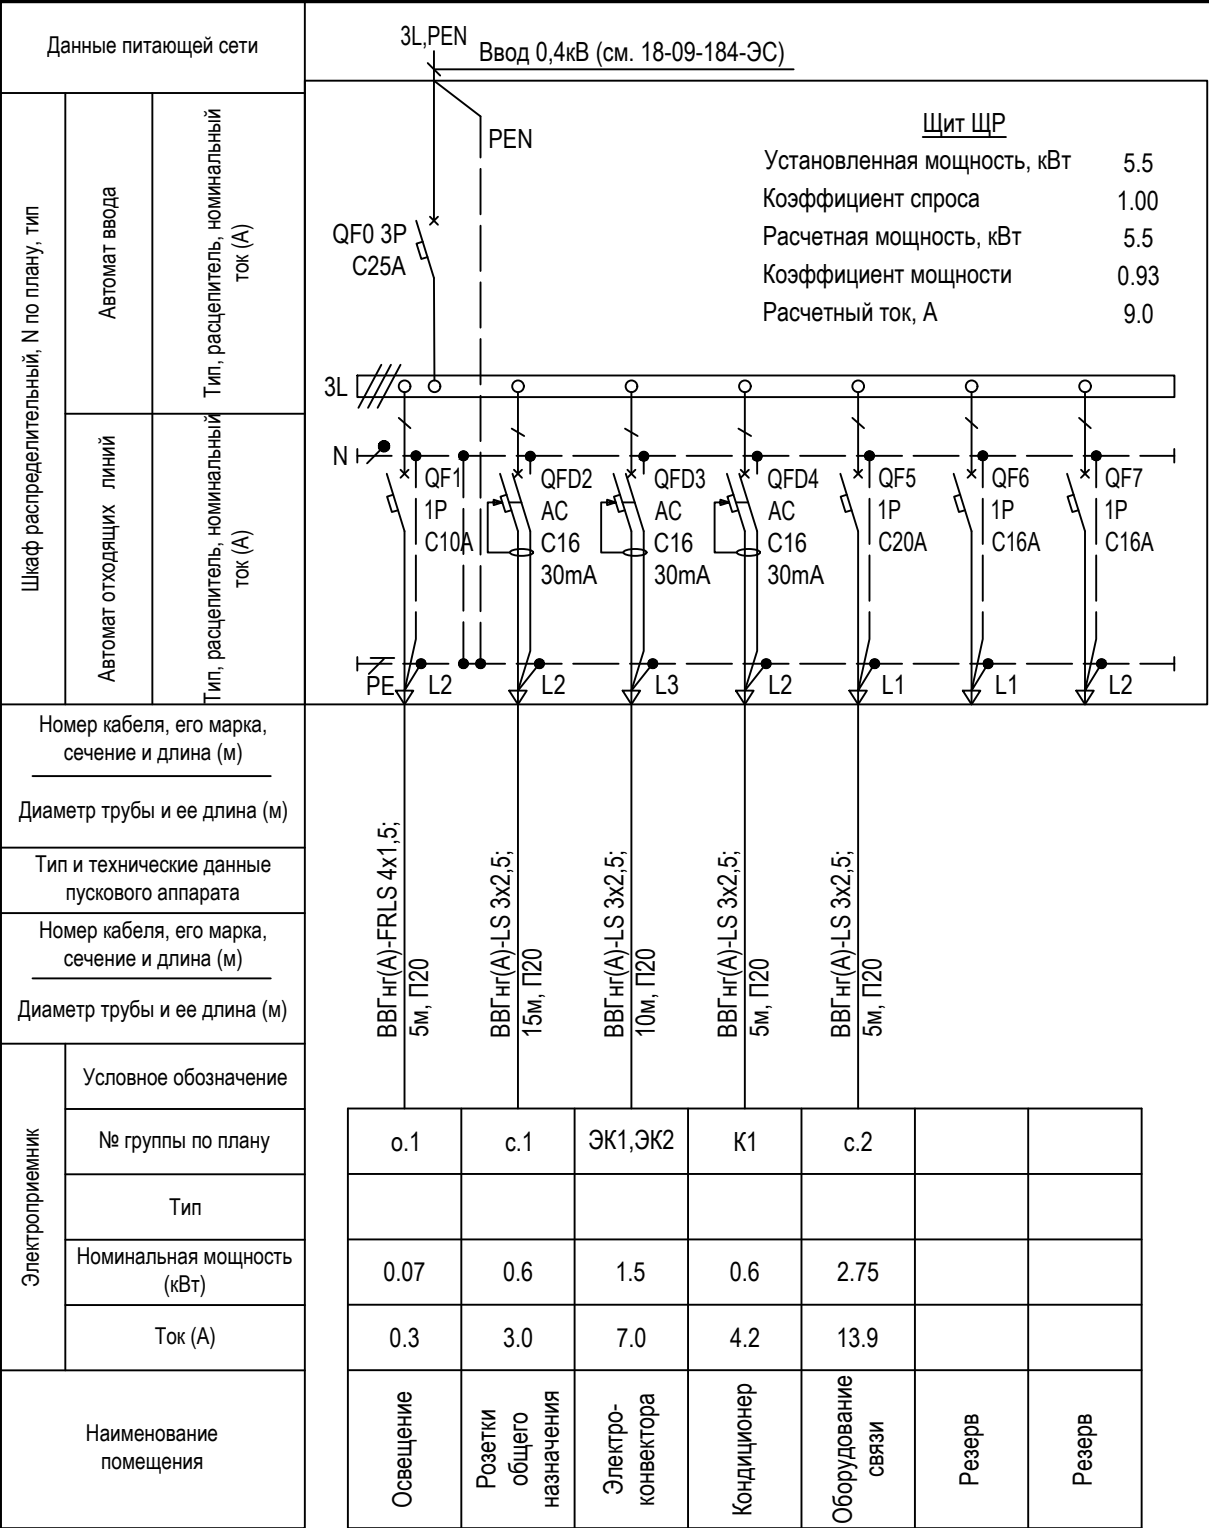 Данные питающей сети
3L,PEN
Ввод 0,4кВ (см. 18-09-184-ЭС)
Шкаф распределительный, N по плану, тип
Автомат ввода
Тип, расцепитель, номинальный
ток (А)
PEN
QF0 3P
C25A
Щит ЩР
Установленная мощность, кВт 5.5
Коэффициент спроса 1.00
Расчетная мощность, кВт 5.5
Коэффициент мощности 0.93
Расчетный ток, А 9.0
3L
Автомат отходящих линий
Тип, расцепитель, номинальный
ток (А)
N
QF1
1P
C10A
QFD2
AC
C16
30mA
QFD3
AC
C16
30mA
QFD4
AC
C16
30mA
QF5
1P
C20A
QF6
1P
C16A
QF7
1P
C16A
PE
L2
L2
L3
L2
L1
L1
L2
Номер кабеля, его марка,
сечение и длина (м)
Диаметр трубы и ее длина (м)
Тип и технические данные
пускового аппарата
Номер кабеля, его марка,
сечение и длина (м)
Диаметр трубы и ее длина (м)
ВВГнг(А)-FRLS 4х1,5;
5м, П20
ВВГнг(А)-LS 3х2,5;
15м, П20
ВВГнг(А)-LS 3х2,5;
10м, П20
ВВГнг(А)-LS 3х2,5;
5м, П20
ВВГнг(А)-LS 3х2,5;
5м, П20
Электроприемник
Условное обозначение
№ группы по плану
о.1
с.1
ЭК1,ЭК2
К1
с.2
Тип
Номинальная мощность
(кВт)
0.07
0.6
1.5
0.6
2.75
Ток (А)
0.3
3.0
7.0
4.2
13.9
Наименование
помещения
Освещение
Розетки
общего
назначения
Электро-
конвектора
Кондиционер
Оборудование
связи
Резерв
Резерв